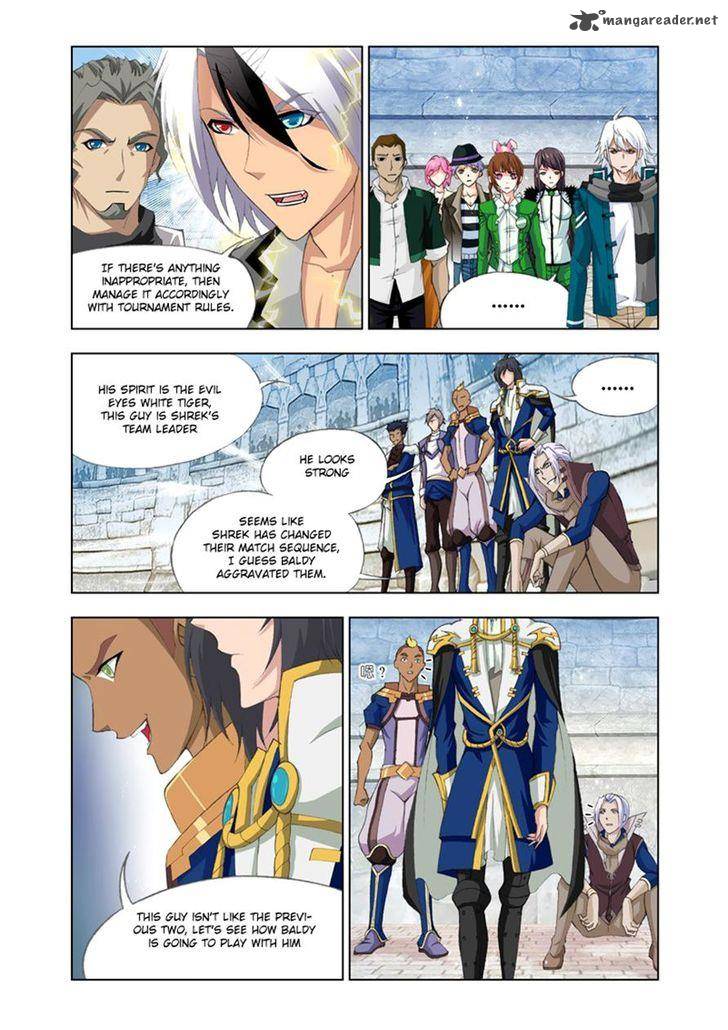 mangareader.net
IF THERE'S ANYTHING
INAPPROPRIATE, THEN
MANAGE IT ACCORDINGLY
WITH TOURNAMENT RULES.
......
HIS SPIRIT IS THE EVIL
EYES WHITE TIGER,
THIS GUY IS SHREK'S
TEAM LEADER
......
HE LOOKS
STRONG
SEEMS LIKE
SHREK HAS CHANGED
THEIR MATCH SEQUENCE,
I GUESS BALDY
AGGRAVATED THEM.
THIS GUY ISN'T LIKE THE PREVI-
OUS TWO, LET'S SEE HOW BALDY
IS GOING TO PLAY WITH HIM
嗯?